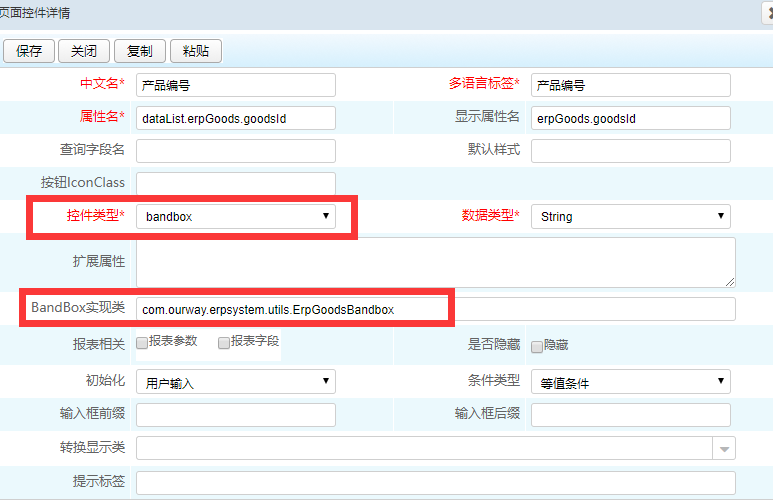 页面控件详情
保存 关闭 复制 粘贴
中文名* 产品编号 多语言标签* 产品编号
属性名* dataList.erpGoods.goodsId 显示属性名 erpGoods.goodsId
查询字段名 默认样式
按钮IconClass
控件类型* bandbox 数据类型* String
扩展属性
BandBox实现类 com.ourway.erpsystem.utils.ErpGoodsBandbox
报表相关 报表参数 报表字段 是否隐藏 隐藏
初始化 用户输入 条件类型 等值条件
输入框前缀 输入框后缀
转换显示类
提示标签